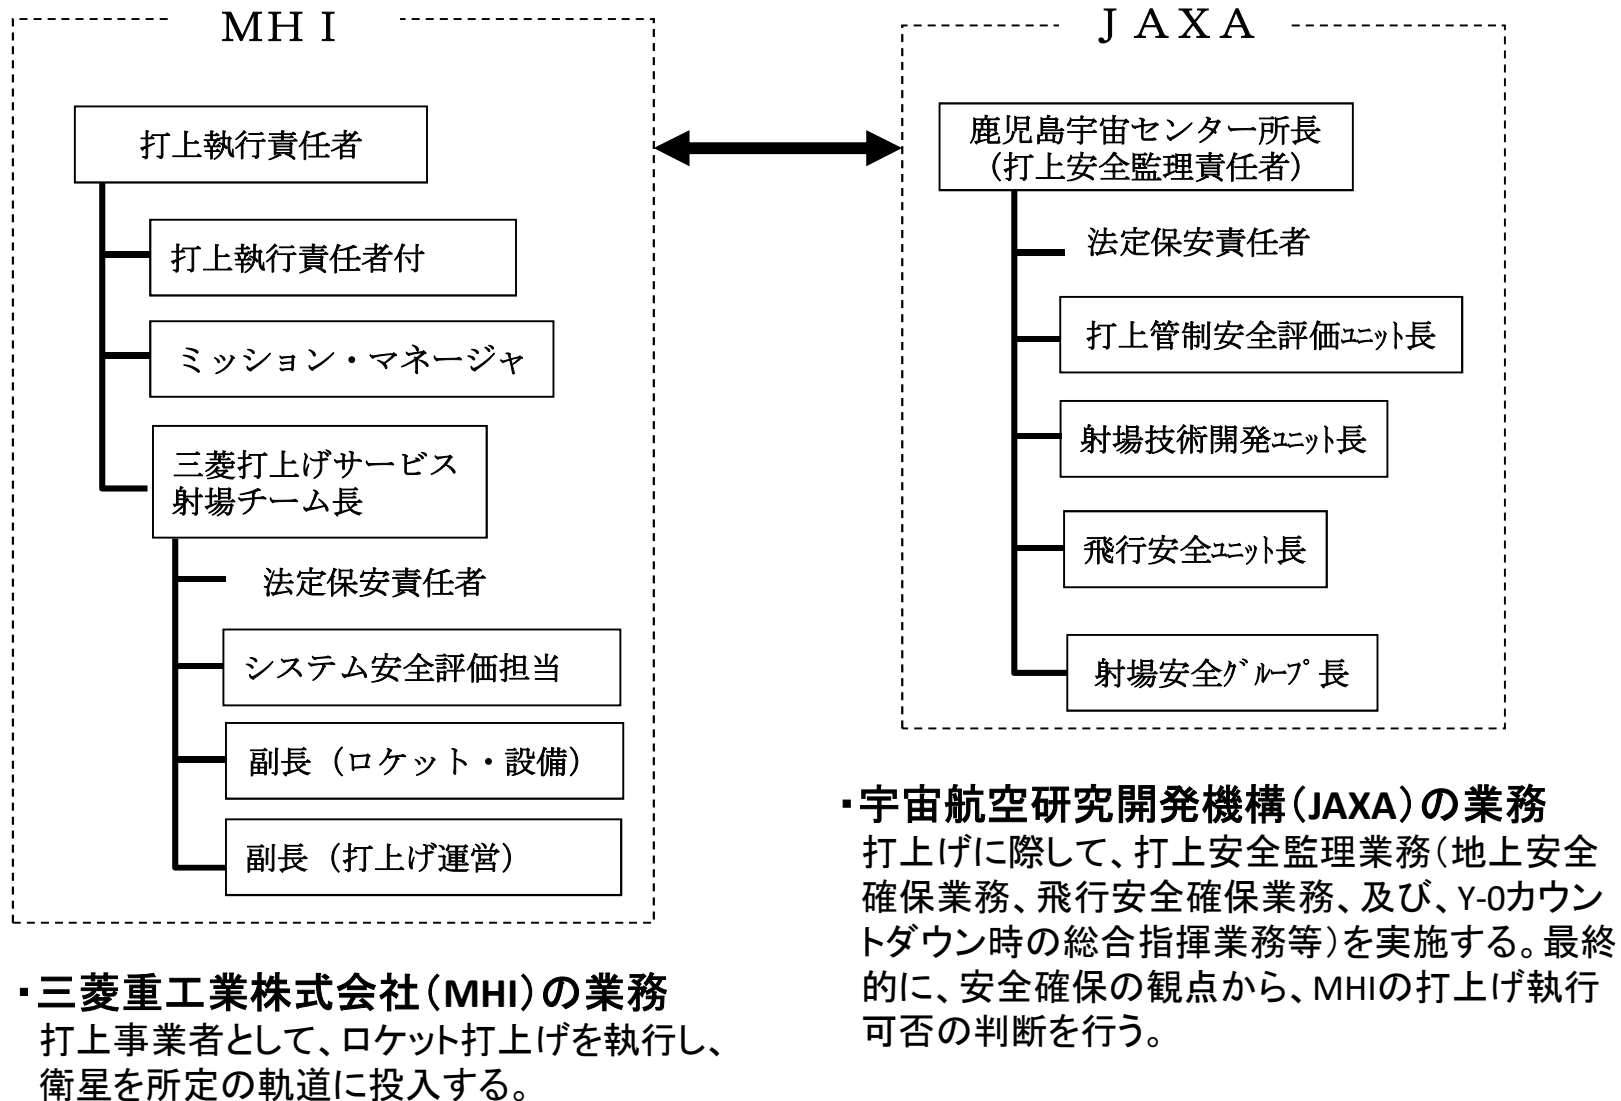 MHI
打上執行責任者
打上執行責任者付
ミッション・マネージャ
三菱打上げサービス
射場チーム長
法定保安責任者
システム安全評価担当
副長（ロケット・設備）
副長（打上げ運営）
・三菱重工業株式会社（MHI）の業務
打上事業者として、ロケット打上げを執行し、
衛星を所定の軌道に投入する。
ＪＡＸＡ
鹿児島宇宙センター所長
（打上安全監理責任者）
法定保安責任者
打上管制安全評価ﾕﾆｯﾄ長
射場技術開発ﾕﾆｯﾄ長
飛行安全ﾕﾆｯﾄ長
射場安全ｸﾞﾙｰﾌﾟ長
・宇宙航空研究開発機構（JAXA）の業務
打上げに際して、打上安全監理業務（地上安全
確保業務、飛行安全確保業務、及び、Y-0カウン
トダウン時の総合指揮業務等）を実施する。最終
的に、安全確保の観点から、MHIの打上げ執行
可否の判断を行う。